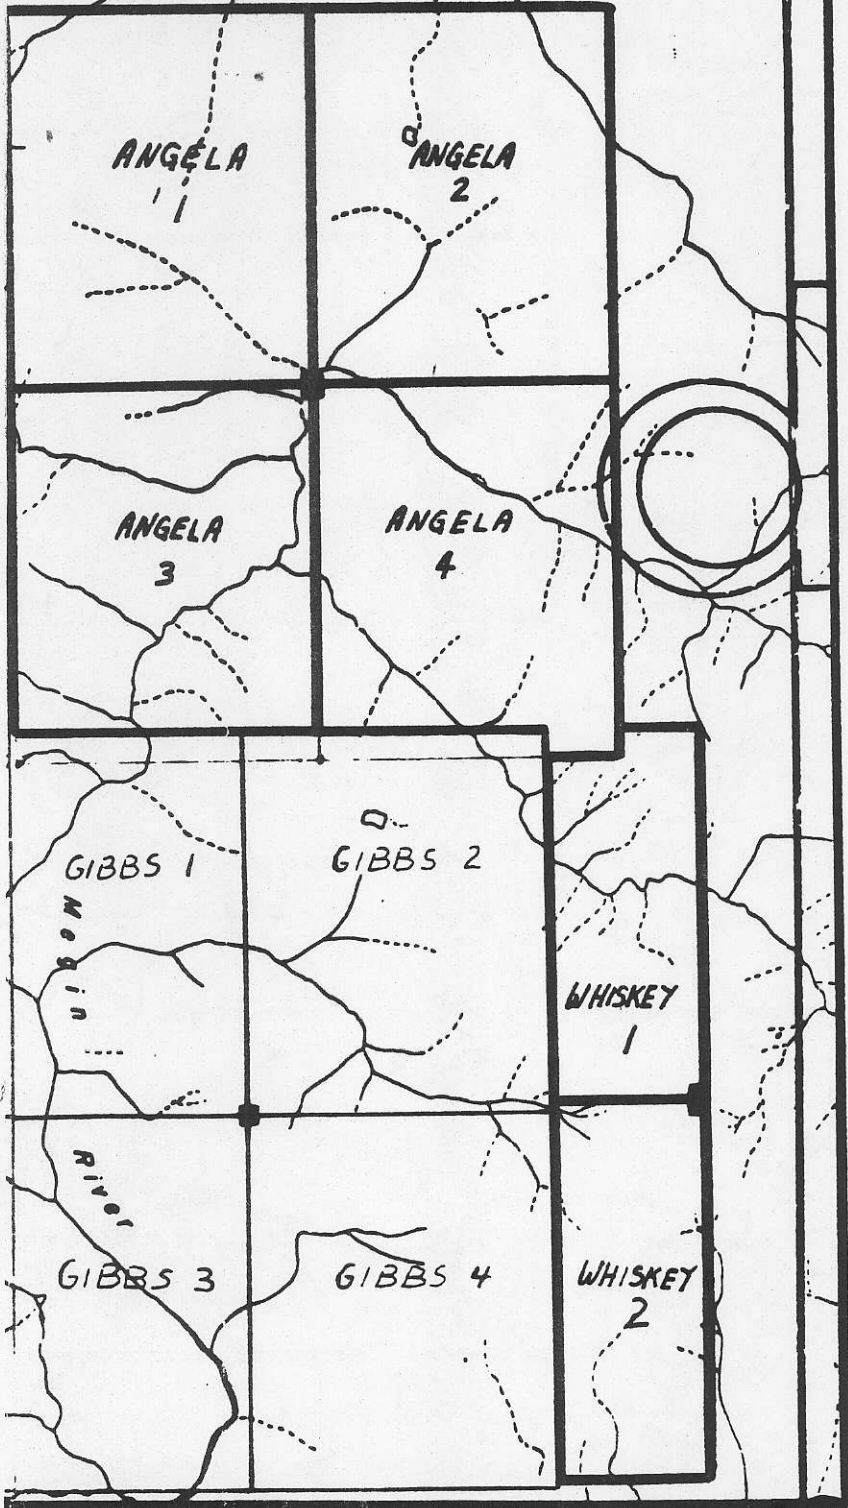 ANGELA
1
ANGELA
2
ANGELA
3
ANGELA
4
GIBBS 1
GIBBS 2
Megin
WHISKEY
1
River
GIBBS 3
GIBBS 4
WHISKEY
2